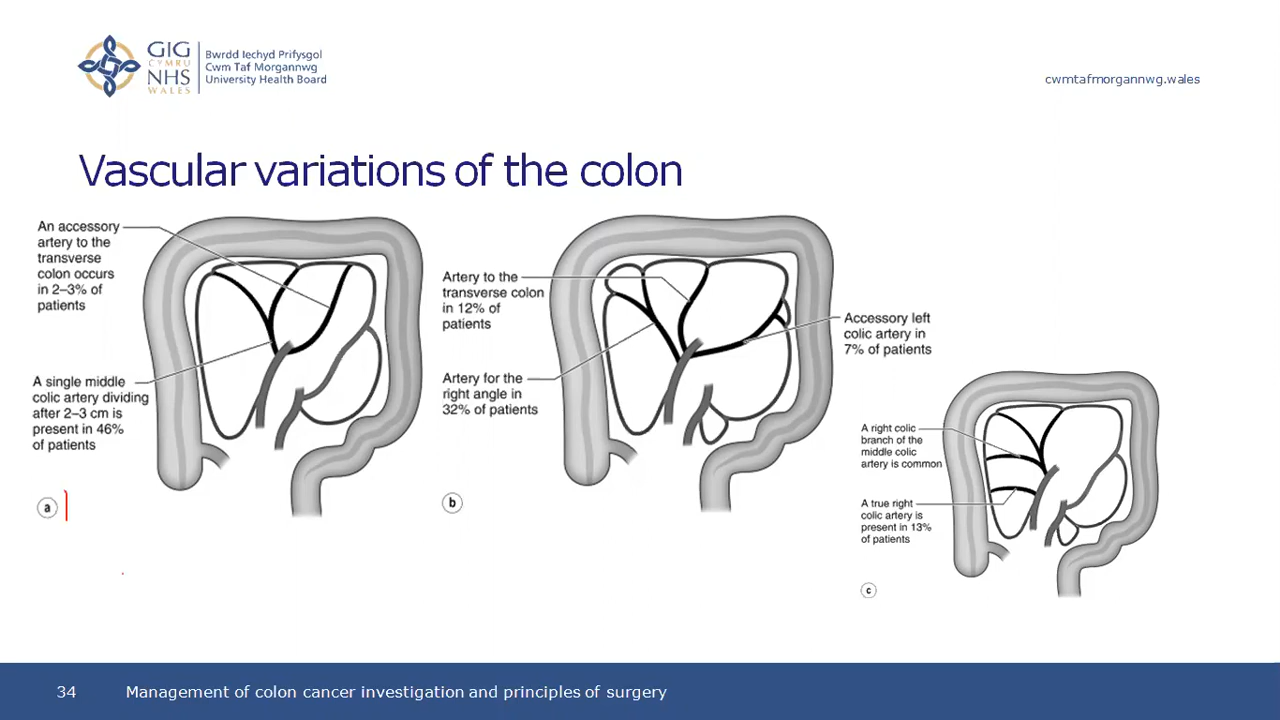 GIG
CYMRU
NHS
WALES
Bwrdd Iechyd Prifysgol
Cwm Taf Morgannwg
University Health Board
cwmtafmorgannwg.wales
Vascular variations of the colon
An accessory
artery to the
transverse
colon occurs
in 2–3% of
patients
A single middle
colic artery dividing
after 2–3 cm is
present in 46%
of patients
a
Artery to the
transverse colon
in 12% of
patients
Artery for the
right angle in
32% of patients
Accessory left
colic artery in
7% of patients
b
A right colic
branch of the
middle colic
artery is common
A true right
colic artery is
present in 13%
of patients
c
34
Management of colon cancer investigation and principles of surgery